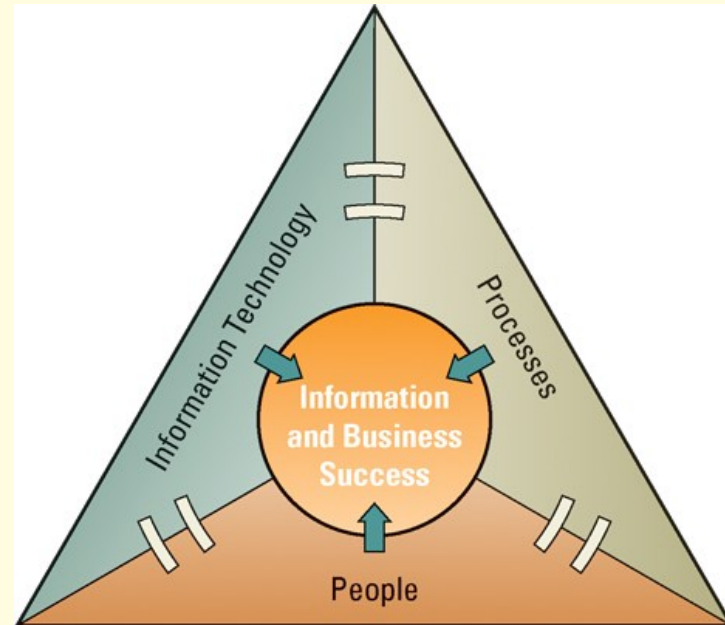 Information Technology
Processes
Information
and Business
Success
People